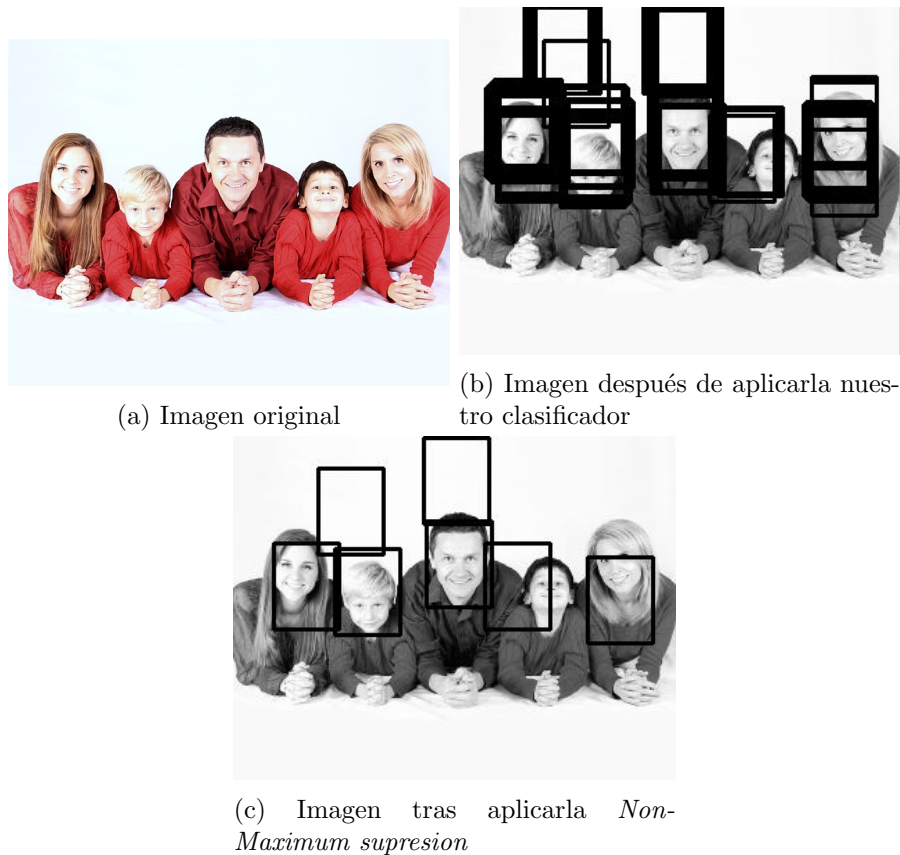 (a) Imagen original
(b) Imagen después de aplicarla nues-
tro clasificador
(c) Imagen tras aplicarla Non-
Maximum supresion